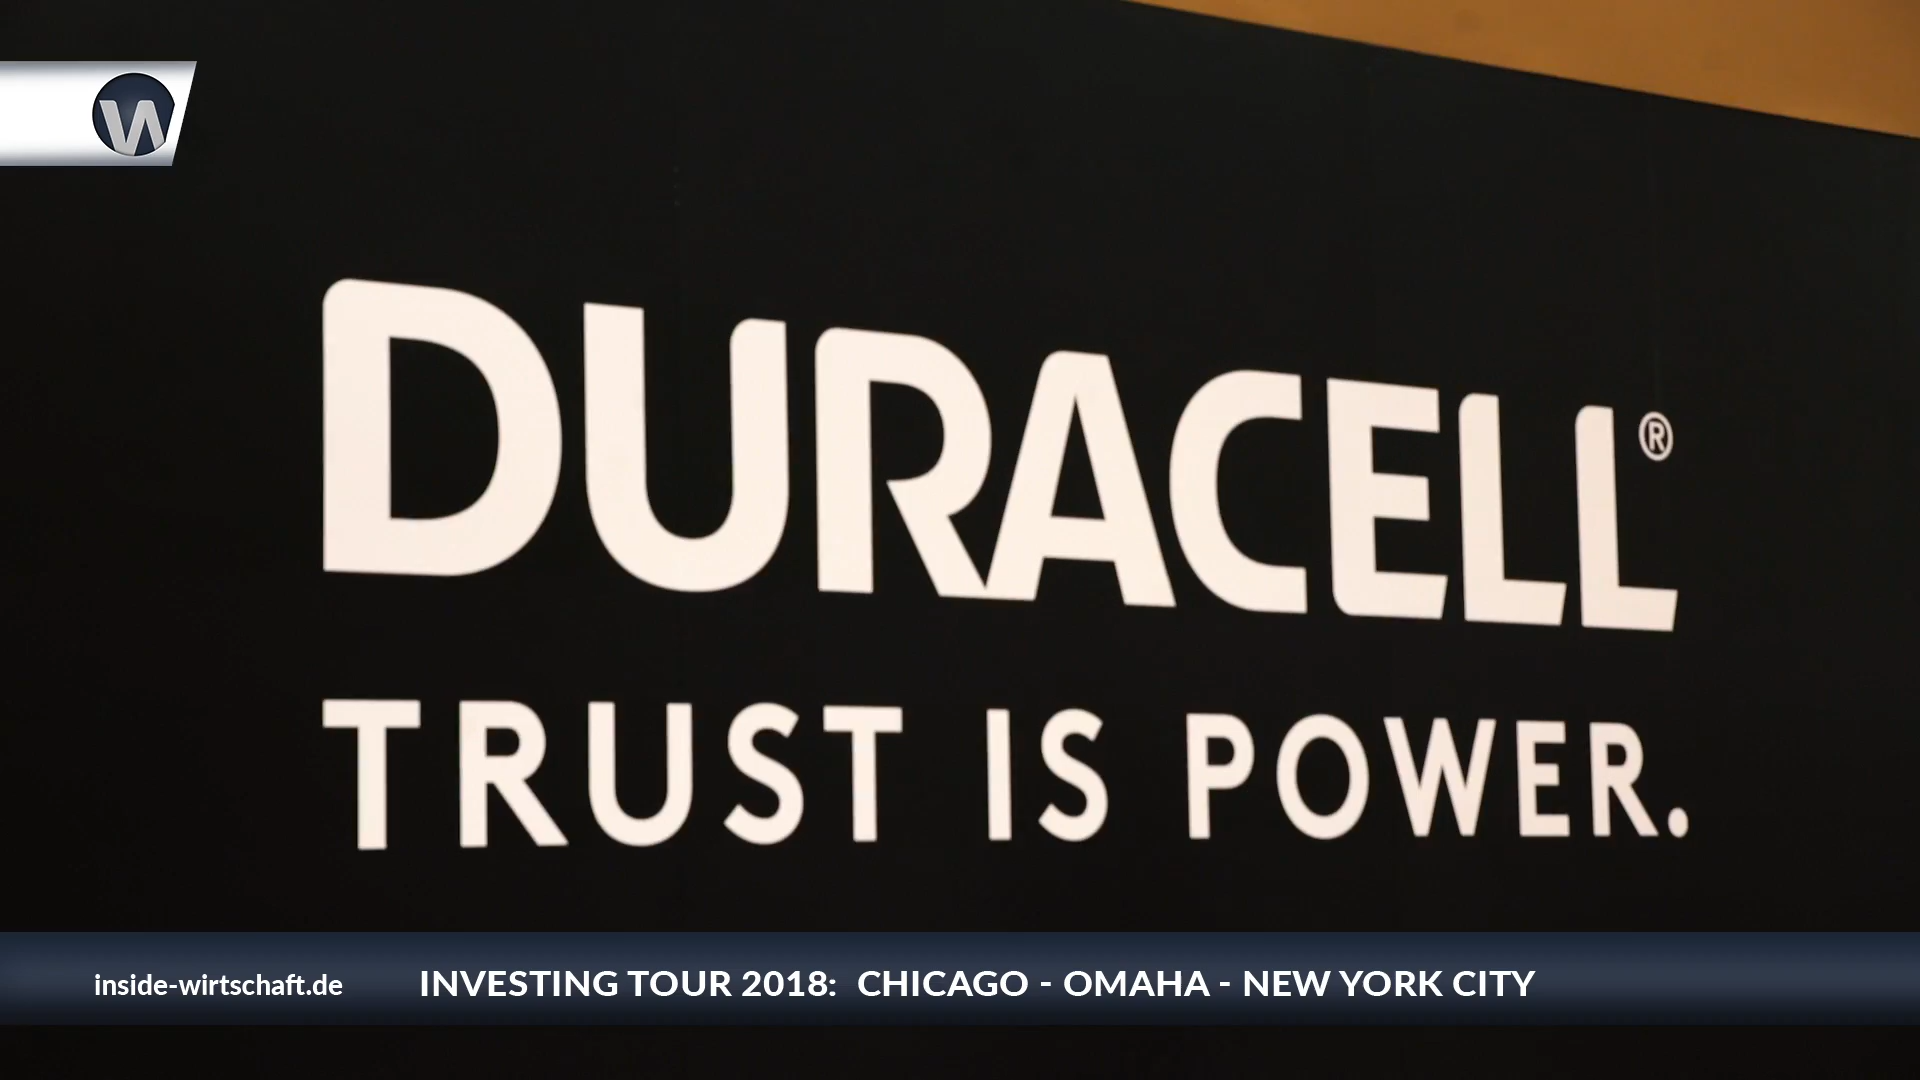 DURACELL®
TRUST IS POWER.
inside-wirtschaft.de INVESTING TOUR 2018: CHICAGO - OMAHA - NEW YORK CITY